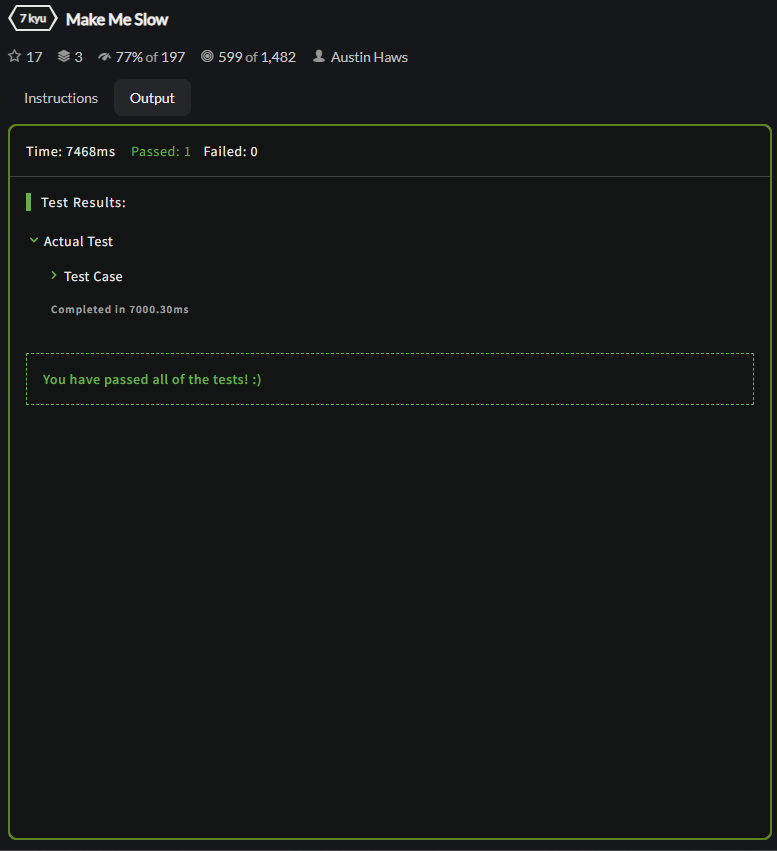 7 kyu Make Me Slow
17 3 77% of 197 599 of 1,482 Austin Haws
Instructions Output
Time: 7468ms Passed: 1 Failed: 0
Test Results:
Actual Test
Test Case
Completed in 7000.30ms
You have passed all of the tests! :)